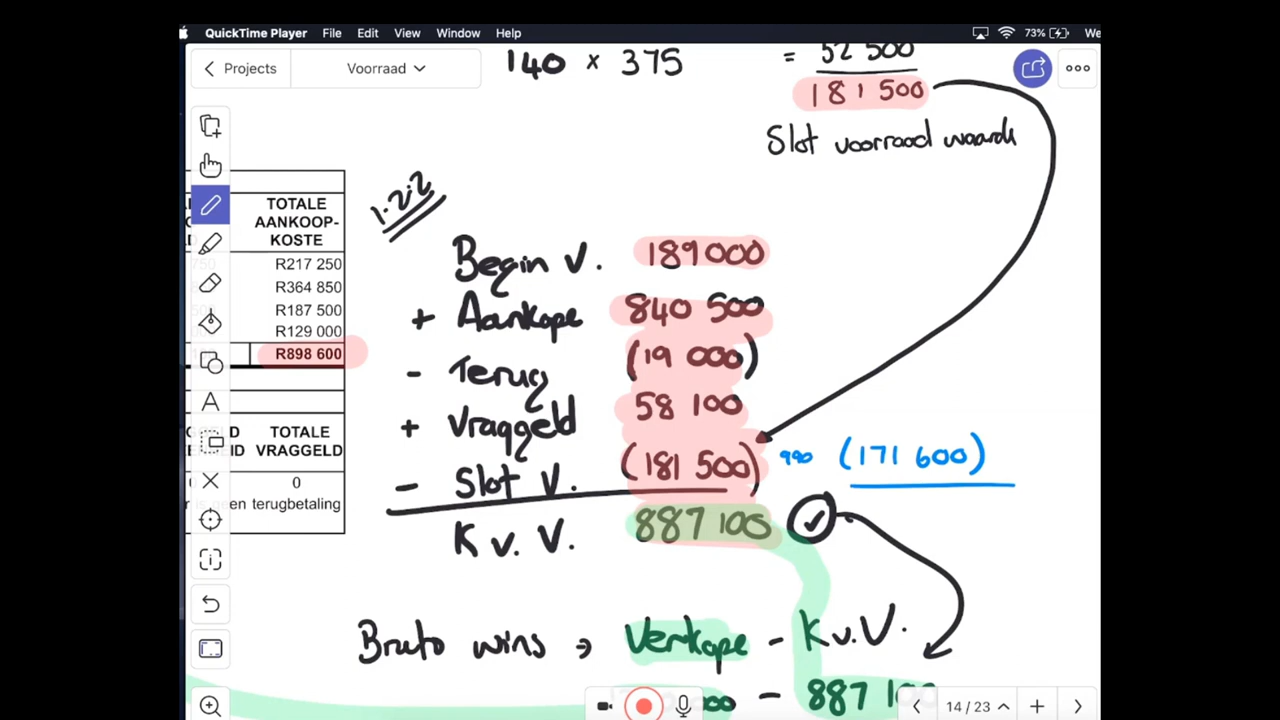 QuickTime Player File Edit View Window Help 73% We
Projects Voorraad
140 × 375 = 52 500
181 500
Slot voorraad waarde
1.2.2
TOTALE AANKOOP-KOSTE
R217 250
R364 850
R187 500
R129 000
R898 600
TOTALE VRAGGELD
0
geen terugbetaling
Begin V. 189 000
+ Aankope 840 500
- Terug (19 000)
+ Vraggeld 58 100
- Slot V. (181 500) (171 600)
K v. V. 887 100
Bruto wins → Verkope - K v. V.
- 887 100
14 / 23